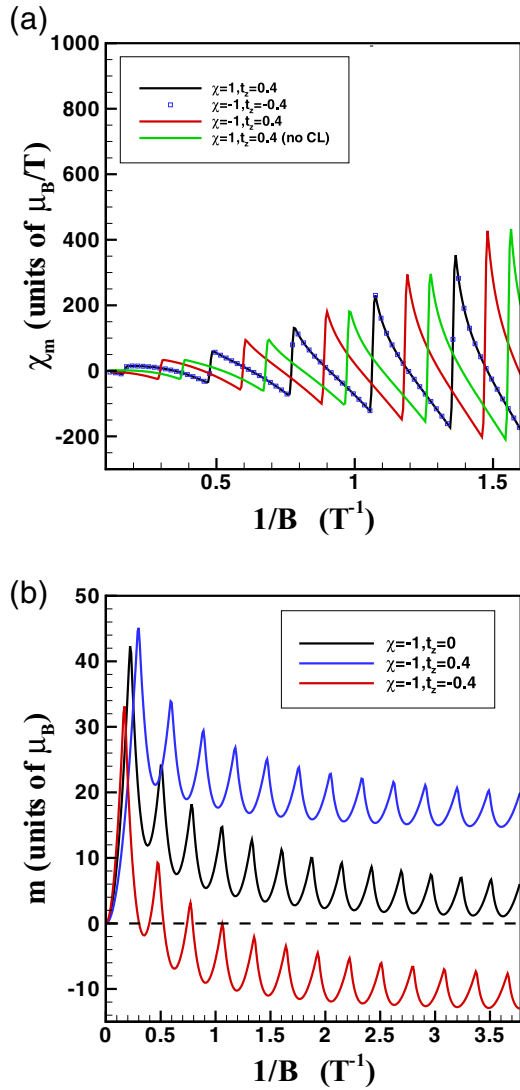 (a)
1000
800
600
400
200
0
-200
χ=1,t_z=0.4
χ=-1,t_z=-0.4
χ=-1,t_z=0.4
χ=1,t_z=0.4 (no CL)
χ_m (units of μ_B/T)
0.5 1 1.5
1/B (T⁻¹)
(b)
50
40
30
20
10
0
-10
χ=-1,t_z=0
χ=-1,t_z=0.4
χ=-1,t_z=-0.4
m (units of μ_B)
0 0.5 1 1.5 2 2.5 3 3.5
1/B (T⁻¹)